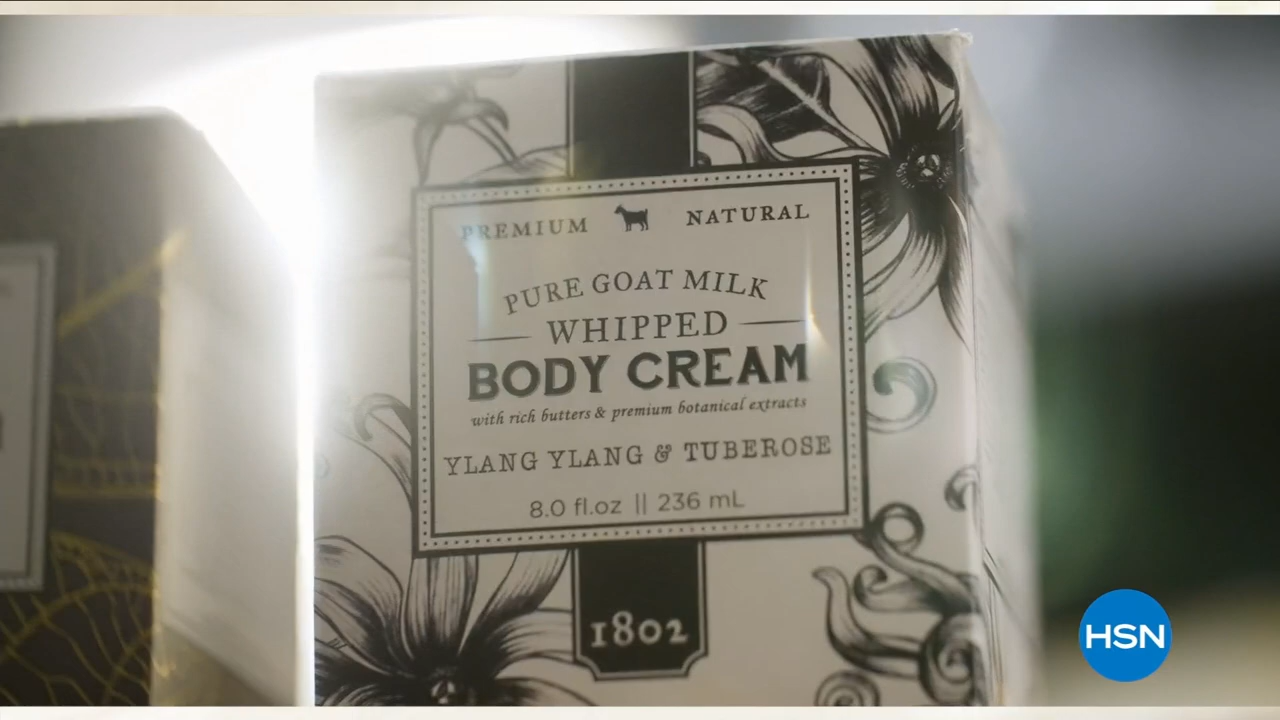 PREMIUM NATURAL
PURE GOAT MILK
WHIPPED
BODY CREAM
with rich butters & premium botanical extracts
YLANG YLANG & TUBEROSE
8.0 fl.oz || 236 mL
1802
HSN